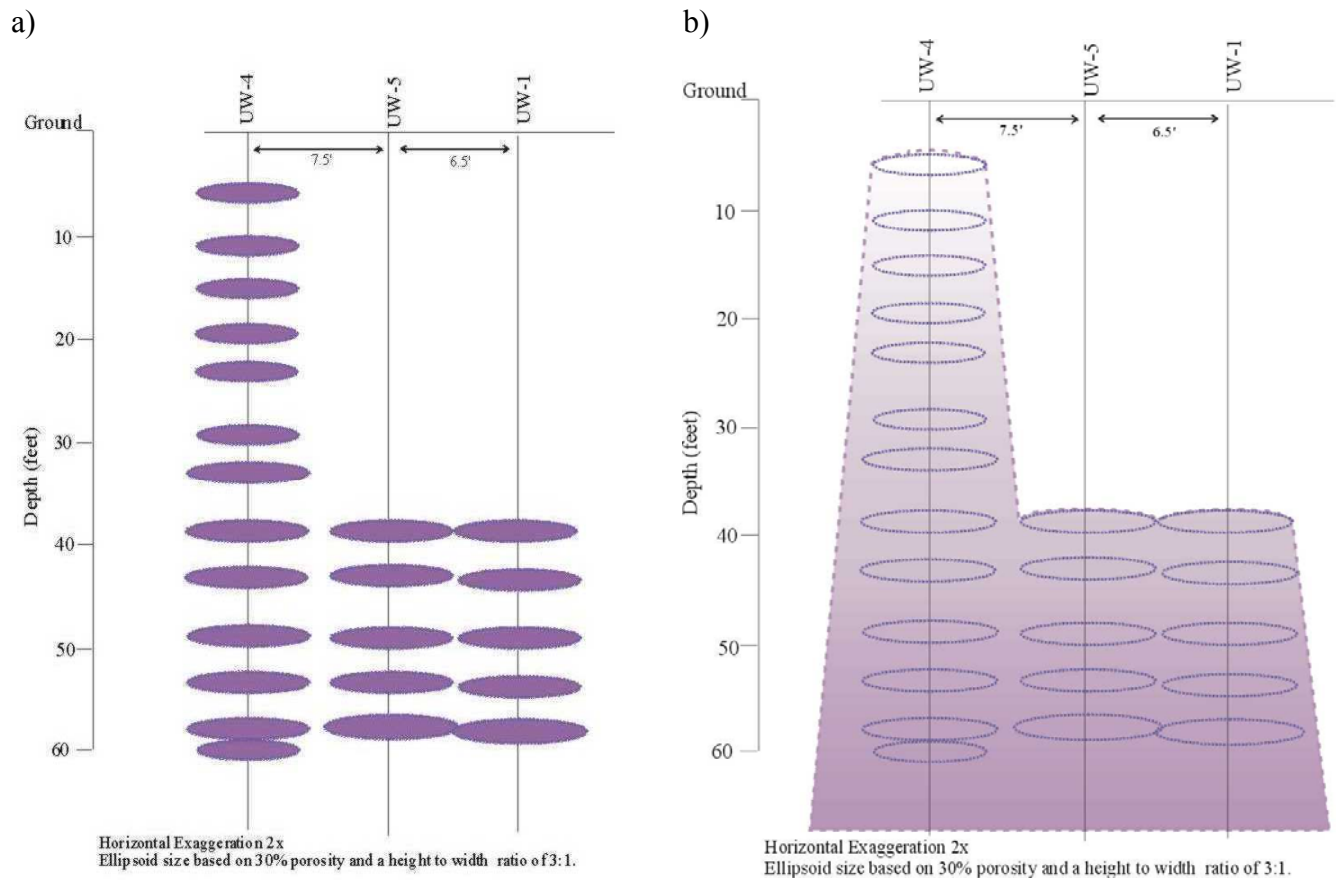 a)
UW-4
UW-5
UW-1
Ground
7.5'
6.5'
10
20
30
40
50
60
Depth (feet)
Horizontal Exaggeration 2x
Ellipsoid size based on 30% porosity and a height to width ratio of 3:1.
b)
UW-4
UW-5
UW-1
Ground
7.5'
6.5'
10
20
30
40
50
60
Depth (feet)
Horizontal Exaggeration 2x
Ellipsoid size based on 30% porosity and a height to width ratio of 3:1.